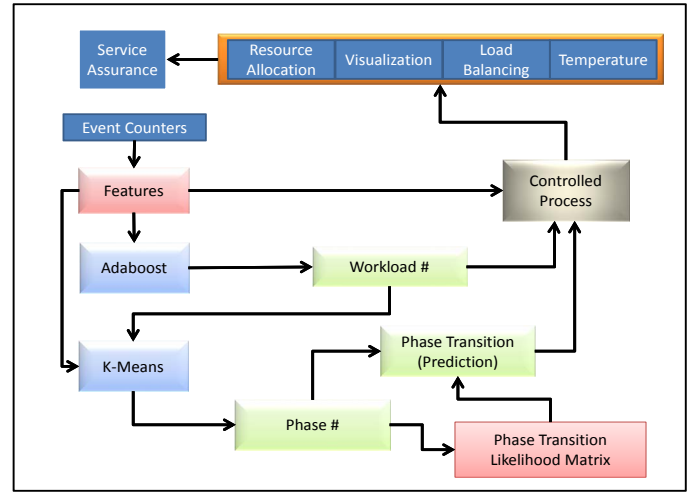 Service
Assurance
Resource
Allocation
Visualization
Load
Balancing
Temperature
Event Counters
Features
Controlled
Process
Adaboost
Workload #
K-Means
Phase Transition
(Prediction)
Phase #
Phase Transition
Likelihood Matrix